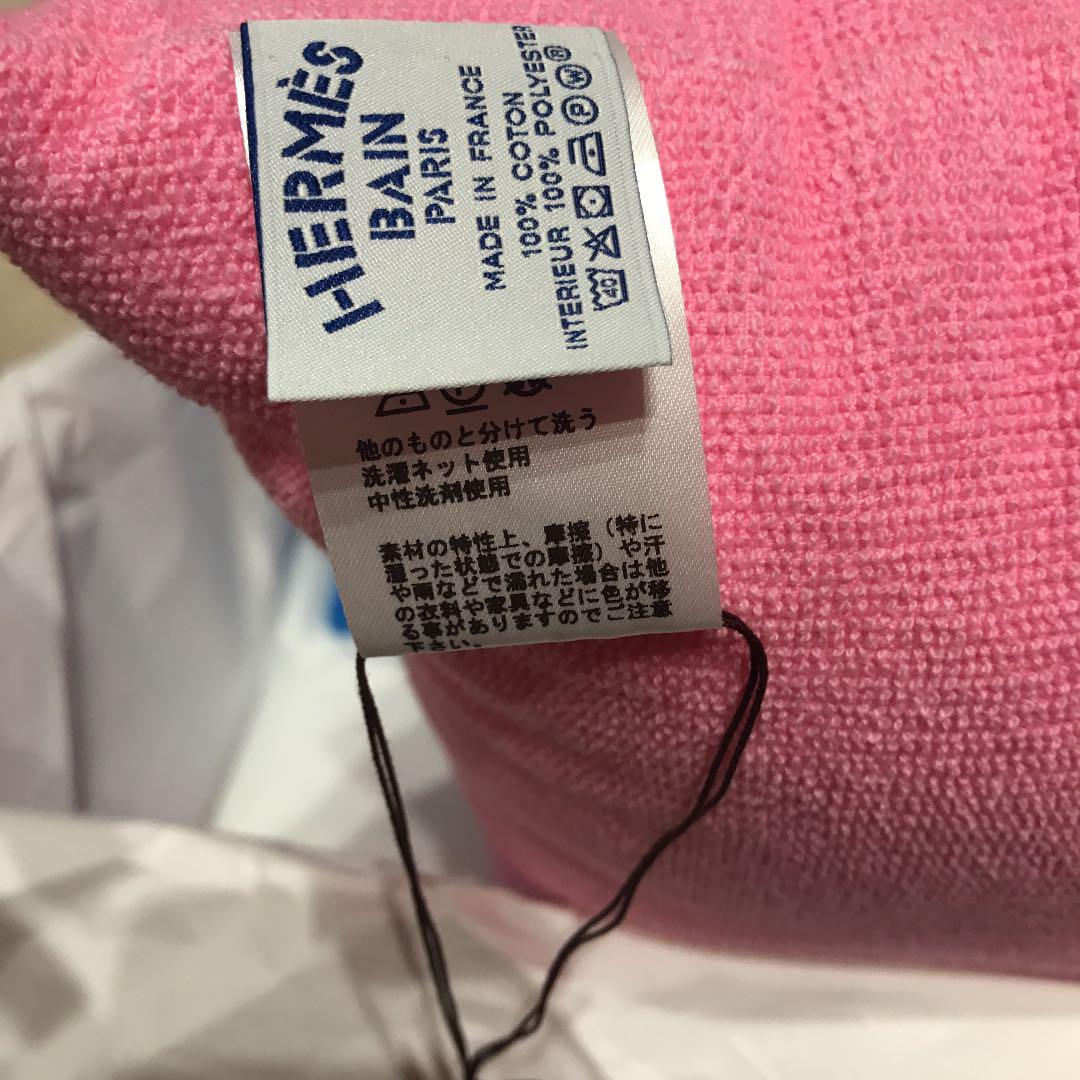 HERMÈS
BAIN
PARIS
MADE IN FRANCE
100% COTON
INTERIEUR 100% POLYESTER
40 P W ®
他のものと分けて洗う
洗濯ネット使用
中性洗剤使用
素材の特性上、摩擦(特に
湿った状態での摩擦)や汗
や雨などで濡れた場合は他
の衣料や家具などに色が移
る事がありますのでご注意
下さい。